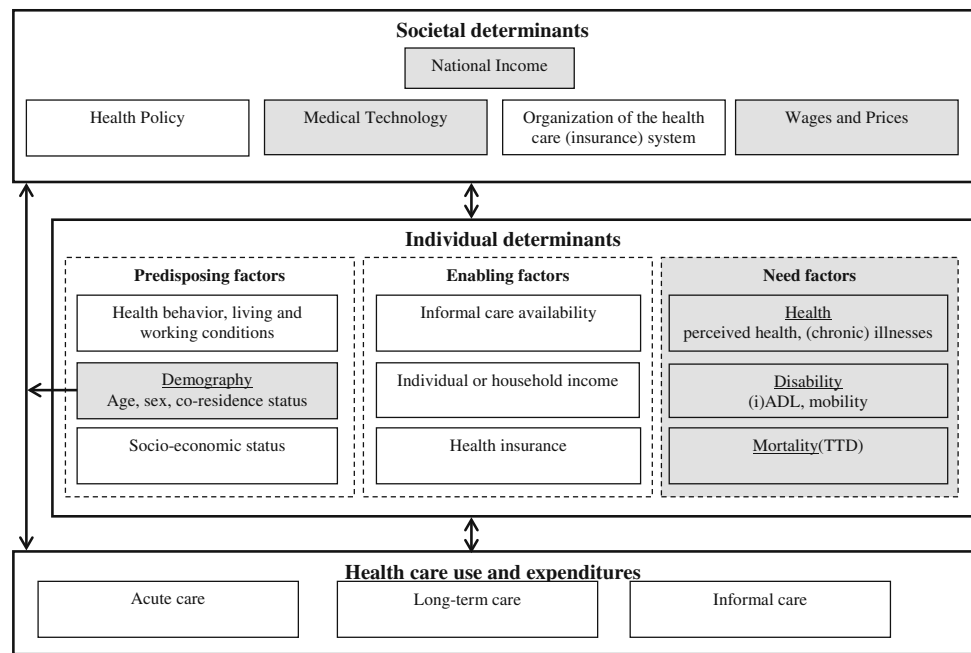 Societal determinants
National Income
Health Policy
Medical Technology
Organization of the health
care (insurance) system
Wages and Prices
Individual determinants
Predisposing factors
Health behavior, living and
working conditions
Demography
Age, sex, co-residence status
Socio-economic status
Enabling factors
Informal care availability
Individual or household income
Health insurance
Need factors
Health
perceived health, (chronic) illnesses
Disability
(i)ADL, mobility
Mortality(TTD)
Health care use and expenditures
Acute care
Long-term care
Informal care